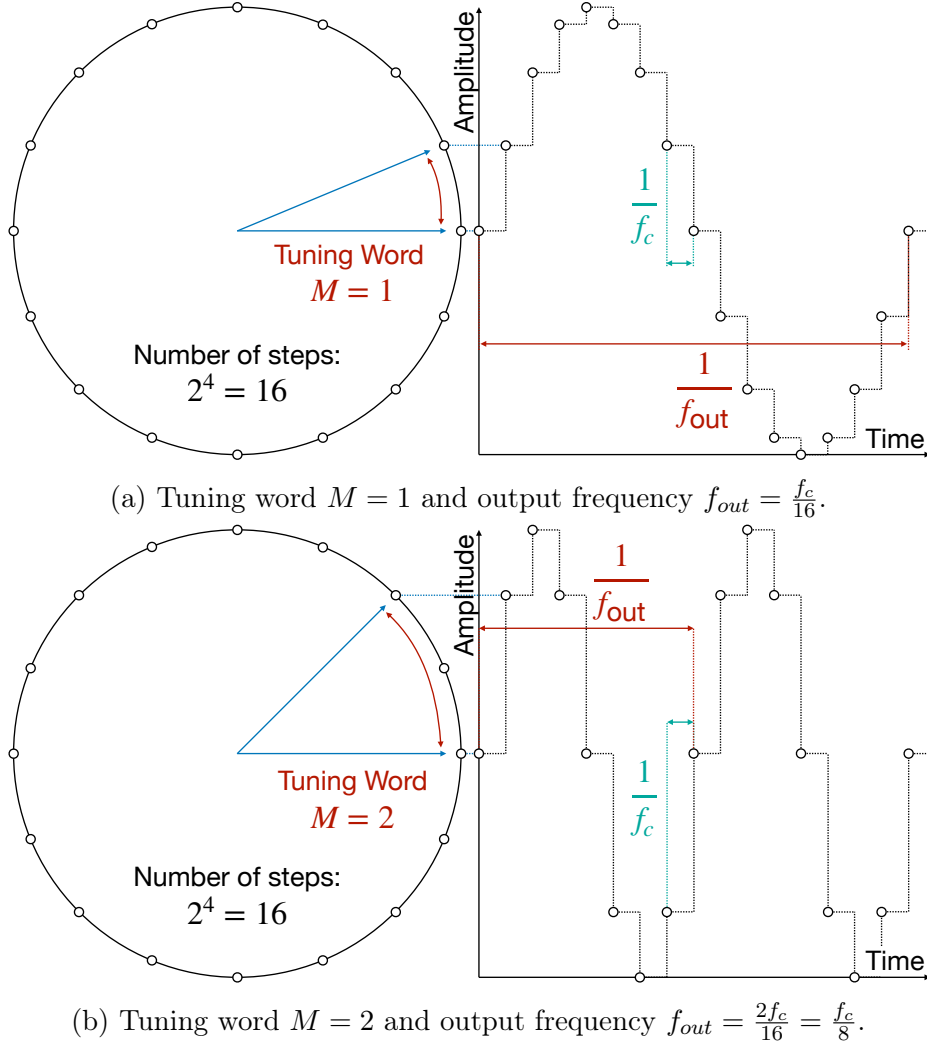 Amplitude
1
f_c
Tuning Word
M = 1
Number of steps:
2^4 = 16
1
f_out
Time
(a) Tuning word M = 1 and output frequency f_out = f_c/16.
Amplitude
1
f_out
1
f_c
Tuning Word
M = 2
Number of steps:
2^4 = 16
Time
(b) Tuning word M = 2 and output frequency f_out = 2f_c/16 = f_c/8.